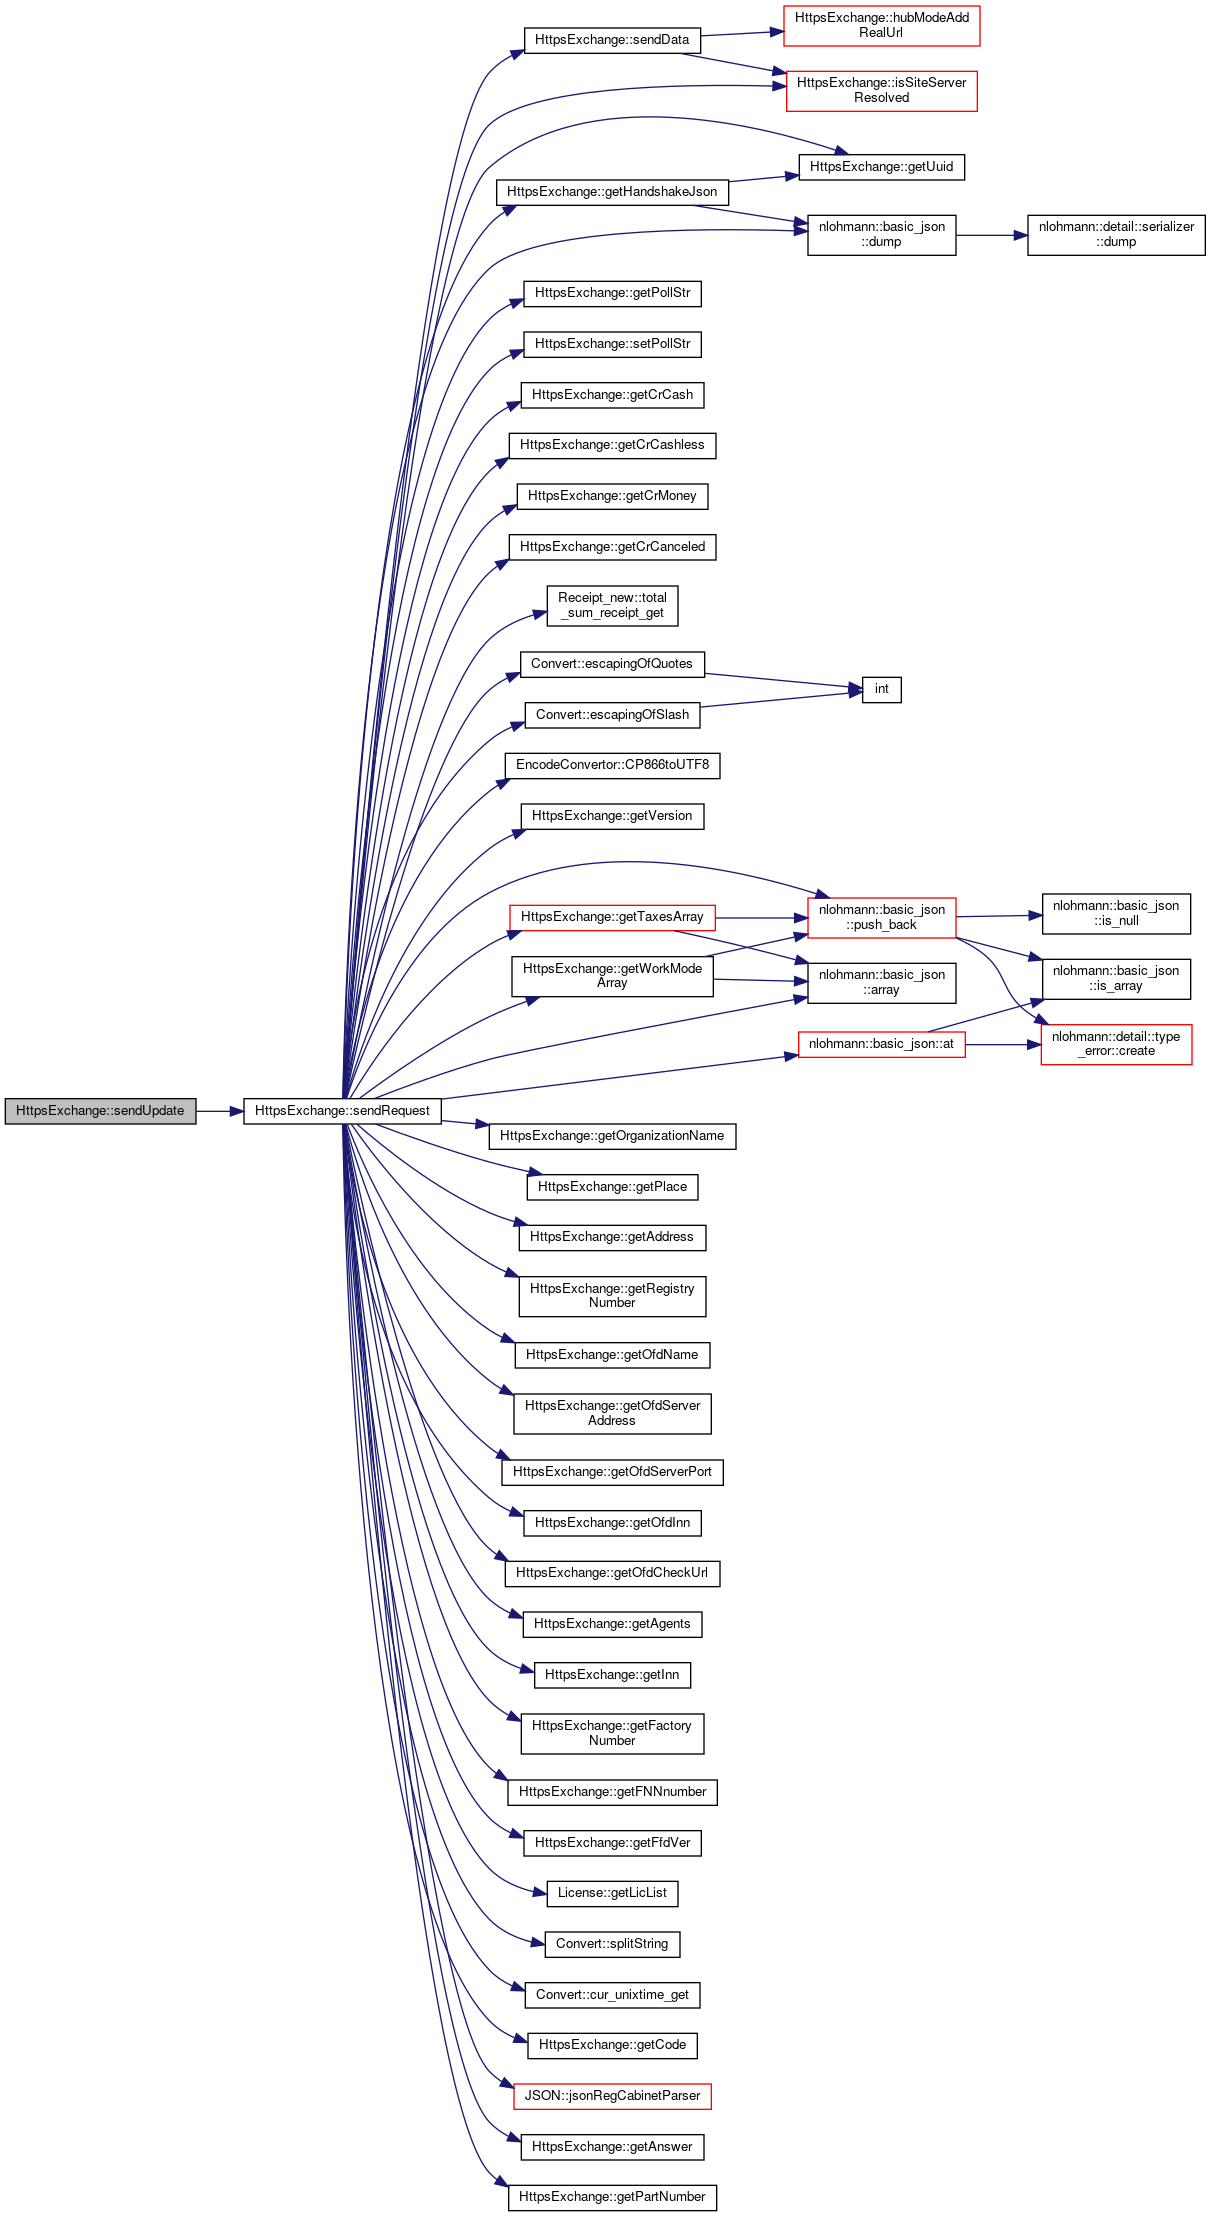 HttpsExchange::sendUpdate
HttpsExchange::sendRequest
HttpsExchange::sendData
HttpsExchange::hubModeAdd
RealUrl
HttpsExchange::isSiteServer
Resolved
HttpsExchange::getUuid
HttpsExchange::getHandshakeJson
nlohmann::basic_json
::dump
nlohmann::detail::serializer
::dump
HttpsExchange::getPollStr
HttpsExchange::setPollStr
HttpsExchange::getCrCash
HttpsExchange::getCrCashless
HttpsExchange::getCrMoney
HttpsExchange::getCrCanceled
Receipt_new::total
_sum_receipt_get
Convert::escapingOfQuotes
int
Convert::escapingOfSlash
EncodeConvertor::CP866toUTF8
HttpsExchange::getVersion
HttpsExchange::getTaxesArray
nlohmann::basic_json
::push_back
nlohmann::basic_json
::is_null
HttpsExchange::getWorkMode
Array
nlohmann::basic_json
::array
nlohmann::basic_json
::is_array
nlohmann::basic_json::at
nlohmann::detail::type
_error::create
HttpsExchange::getOrganizationName
HttpsExchange::getPlace
HttpsExchange::getAddress
HttpsExchange::getRegistry
Number
HttpsExchange::getOfdName
HttpsExchange::getOfdServer
Address
HttpsExchange::getOfdServerPort
HttpsExchange::getOfdInn
HttpsExchange::getOfdCheckUrl
HttpsExchange::getAgents
HttpsExchange::getInn
HttpsExchange::getFactory
Number
HttpsExchange::getFNNnumber
HttpsExchange::getFfdVer
License::getLicList
Convert::splitString
Convert::cur_unixtime_get
HttpsExchange::getCode
JSON::jsonRegCabinetParser
HttpsExchange::getAnswer
HttpsExchange::getPartNumber